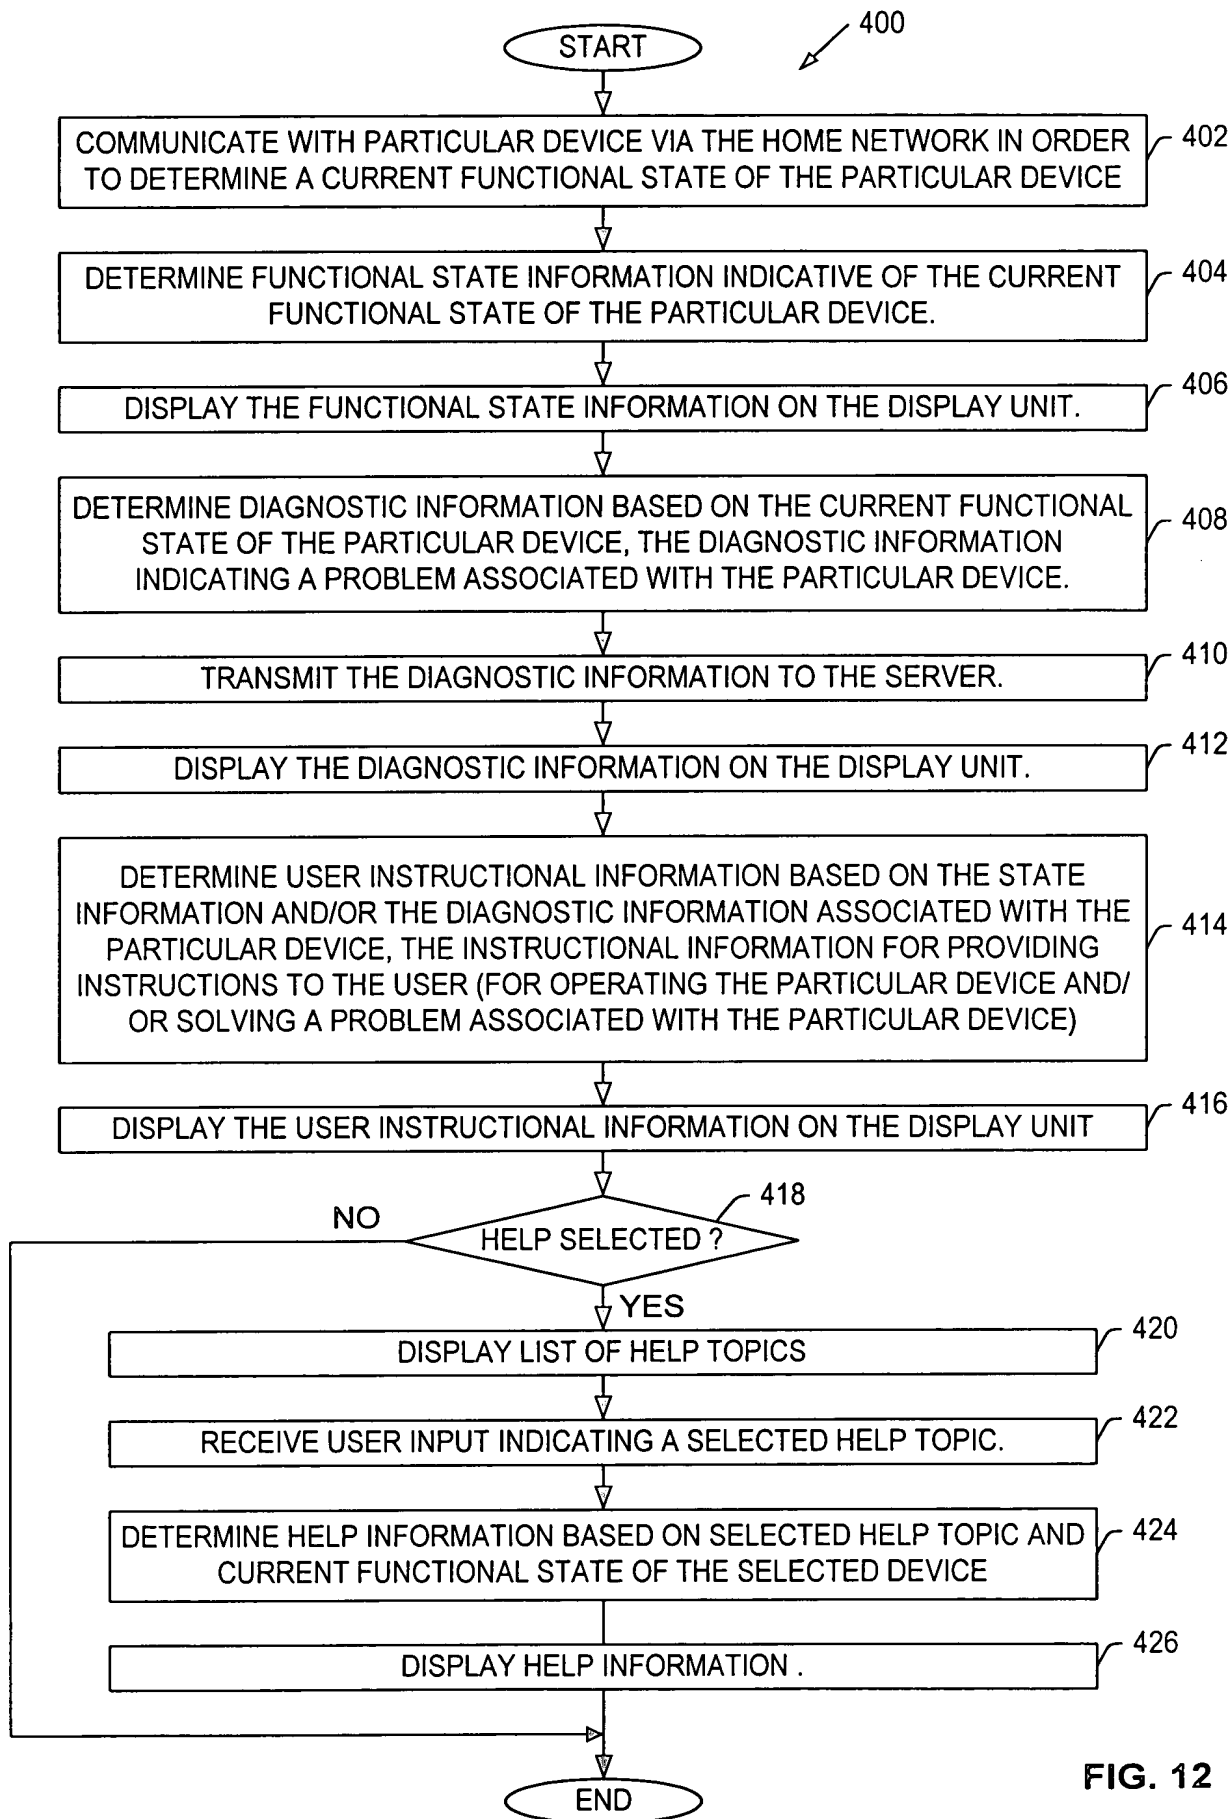 START
400
COMMUNICATE WITH PARTICULAR DEVICE VIA THE HOME NETWORK IN ORDER
TO DETERMINE A CURRENT FUNCTIONAL STATE OF THE PARTICULAR DEVICE
402
DETERMINE FUNCTIONAL STATE INFORMATION INDICATIVE OF THE CURRENT
FUNCTIONAL STATE OF THE PARTICULAR DEVICE.
404
DISPLAY THE FUNCTIONAL STATE INFORMATION ON THE DISPLAY UNIT.
406
DETERMINE DIAGNOSTIC INFORMATION BASED ON THE CURRENT FUNCTIONAL
STATE OF THE PARTICULAR DEVICE, THE DIAGNOSTIC INFORMATION
INDICATING A PROBLEM ASSOCIATED WITH THE PARTICULAR DEVICE.
408
TRANSMIT THE DIAGNOSTIC INFORMATION TO THE SERVER.
410
DISPLAY THE DIAGNOSTIC INFORMATION ON THE DISPLAY UNIT.
412
DETERMINE USER INSTRUCTIONAL INFORMATION BASED ON THE STATE
INFORMATION AND/OR THE DIAGNOSTIC INFORMATION ASSOCIATED WITH THE
PARTICULAR DEVICE, THE INSTRUCTIONAL INFORMATION FOR PROVIDING
INSTRUCTIONS TO THE USER (FOR OPERATING THE PARTICULAR DEVICE AND/
OR SOLVING A PROBLEM ASSOCIATED WITH THE PARTICULAR DEVICE)
414
DISPLAY THE USER INSTRUCTIONAL INFORMATION ON THE DISPLAY UNIT
416
418
NO
HELP SELECTED ?
YES
DISPLAY LIST OF HELP TOPICS
420
RECEIVE USER INPUT INDICATING A SELECTED HELP TOPIC.
422
DETERMINE HELP INFORMATION BASED ON SELECTED HELP TOPIC AND
CURRENT FUNCTIONAL STATE OF THE SELECTED DEVICE
424
DISPLAY HELP INFORMATION .
426
END
FIG. 12